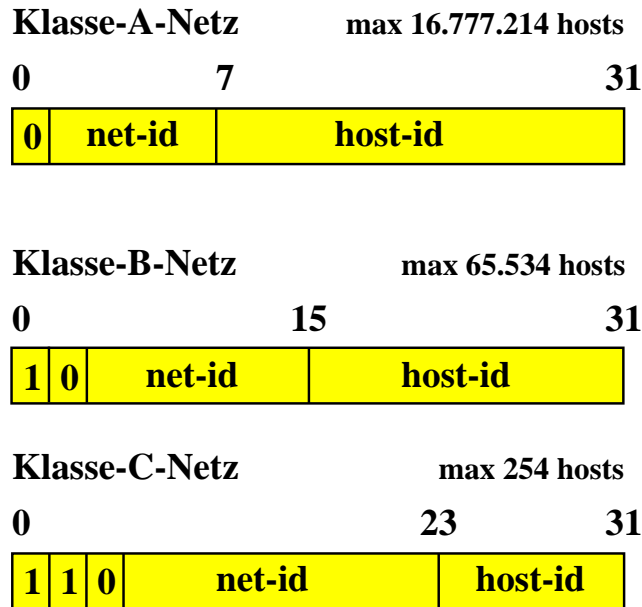 Klasse-A-Netz max 16.777.214 hosts
0 7 31
0 net-id host-id
Klasse-B-Netz max 65.534 hosts
0 15 31
1 0 net-id host-id
Klasse-C-Netz max 254 hosts
0 23 31
1 1 0 net-id host-id